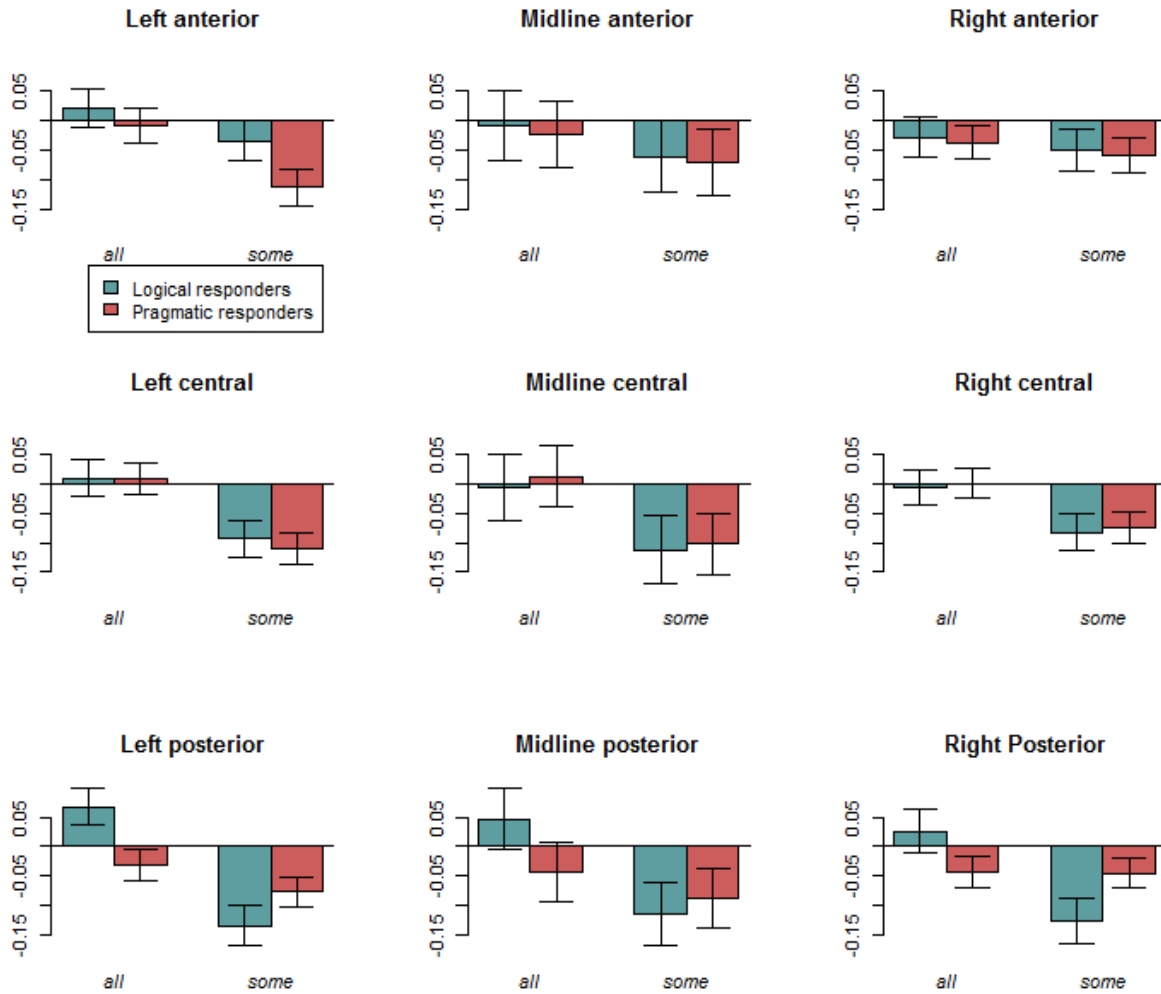 Left anterior
Midline anterior
Right anterior
0.05
-0.05
-0.15
0.05
-0.05
-0.15
0.05
-0.05
-0.15
all some
all some
all some
Logical responders
Pragmatic responders
Left central
Midline central
Right central
0.05
-0.05
-0.15
0.05
-0.05
-0.15
0.05
-0.05
-0.15
all some
all some
all some
Left posterior
Midline posterior
Right Posterior
0.05
-0.05
-0.15
0.05
-0.05
-0.15
0.05
-0.05
-0.15
all some
all some
all some